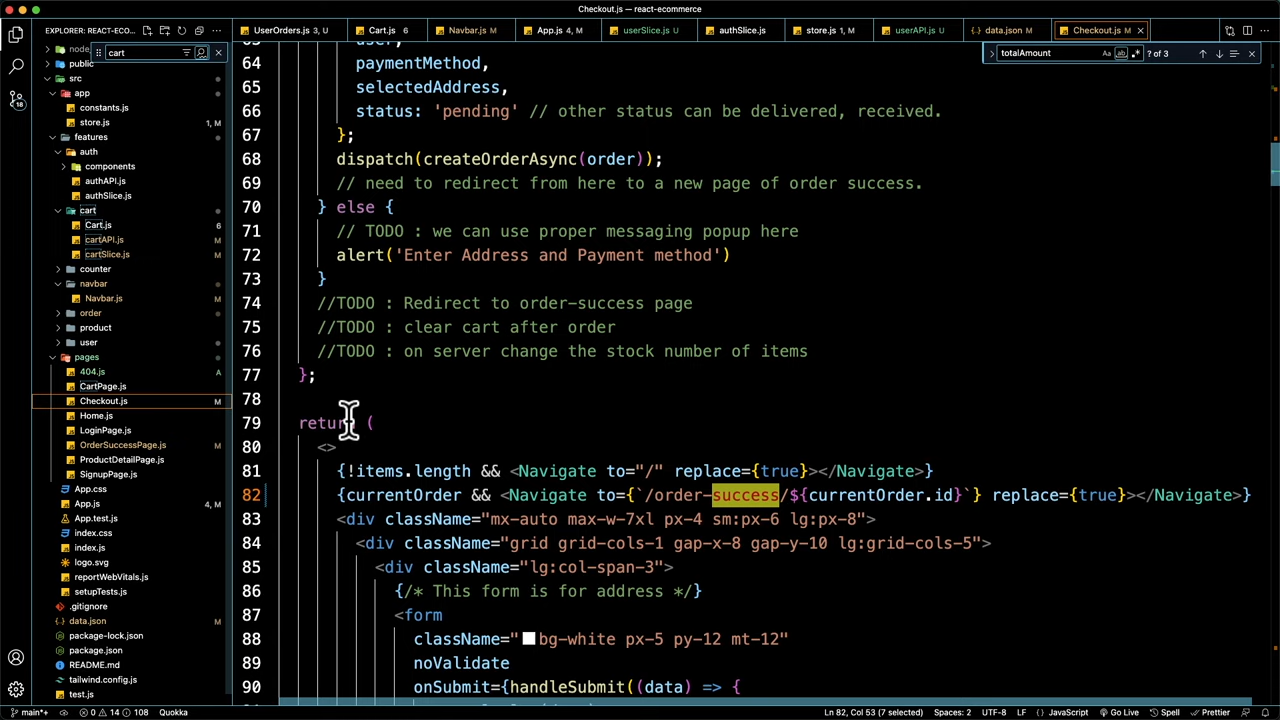 Checkout.js — react-ecommerce
EXPLORER: REACT-ECO...
UserOrders.js 3, U
Cart.js 6
Navbar.js M
App.js 4, M
userSlice.js U
authSlice.js
store.js 1, M
userAPI.js U
data.json M
Checkout.js M
cart
totalAmount
? of 3
public
src
app
constants.js
store.js 1, M
features
auth
components
authAPI.js
authSlice.js
cart
Cart.js 6
cartAPI.js M
cartSlice.js M
counter
navbar
Navbar.js M
order
product
user
pages
404.js A
CartPage.js
Checkout.js M
Home.js
LoginPage.js
OrderSuccessPage.js M
ProductDetailPage.js
SignupPage.js
App.css
App.js 4, M
App.test.js
index.css
index.js
logo.svg
reportWebVitals.js
setupTests.js
.gitignore
data.json M
package-lock.json
package.json
README.md
tailwind.config.js
test.js
63 user,
64 paymentMethod,
65 selectedAddress,
66 status: 'pending' // other status can be delivered, received.
67 };
68 dispatch(createOrderAsync(order));
69 // need to redirect from here to a new page of order success.
70 } else {
71 // TODO : we can use proper messaging popup here
72 alert('Enter Address and Payment method')
73 }
74 //TODO : Redirect to order-success page
75 //TODO : clear cart after order
76 //TODO : on server change the stock number of items
77 };
78
79 return (
80 <>
81 {!items.length && <Navigate to="/" replace={true}></Navigate>}
82 {currentOrder && <Navigate to={`/order-success/${currentOrder.id}`} replace={true}></Navigate>}
83 <div className="mx-auto max-w-7xl px-4 sm:px-6 lg:px-8">
84 <div className="grid grid-cols-1 gap-x-8 gap-y-10 lg:grid-cols-5">
85 <div className="lg:col-span-3">
86 {/* This form is for address */}
87 <form
88 className="bg-white px-5 py-12 mt-12"
89 noValidate
90 onSubmit={handleSubmit((data) => {
18
main*+
0 14 108
Quokka
Ln 82, Col 53 (7 selected)
Spaces: 2
UTF-8
LF
JavaScript
Go Live
Spell
Prettier